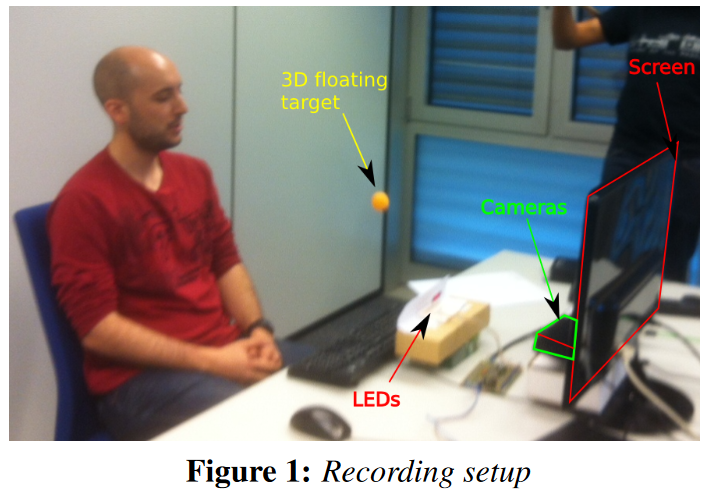 3D floating
target
Screen
Cameras
LEDs
Figure 1: Recording setup